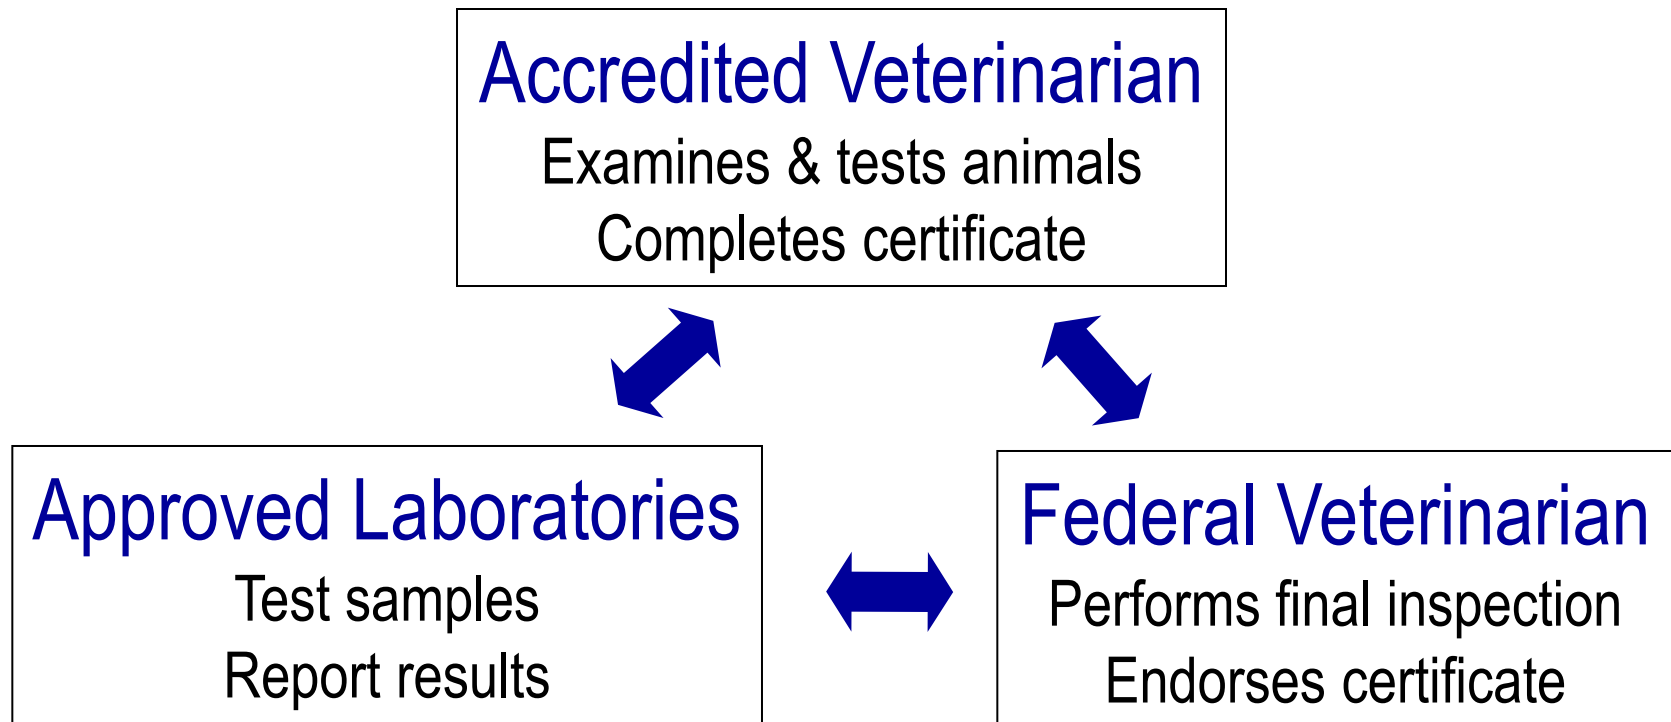 Accredited Veterinarian
Examines & tests animals
Completes certificate
Approved Laboratories
Test samples
Report results
Federal Veterinarian
Performs final inspection
Endorses certificate